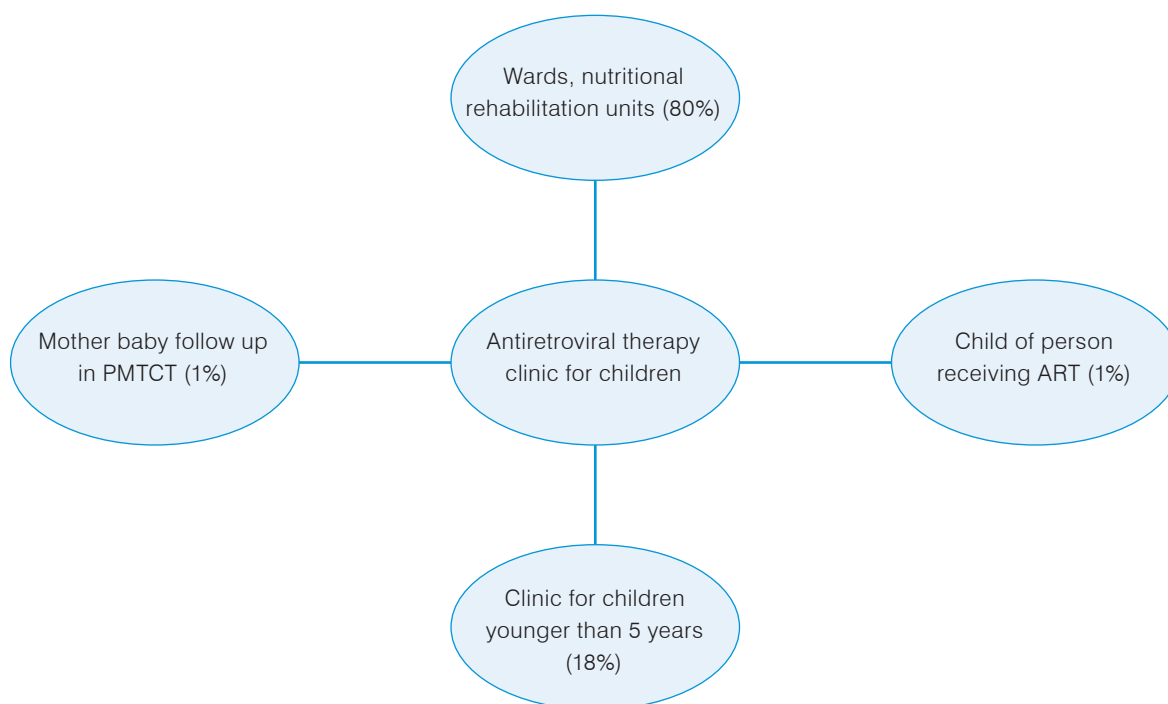 Wards, nutritional
rehabilitation units (80%)
Mother baby follow up
in PMTCT (1%)
Antiretroviral therapy
clinic for children
Child of person
receiving ART (1%)
Clinic for children
younger than 5 years
(18%)